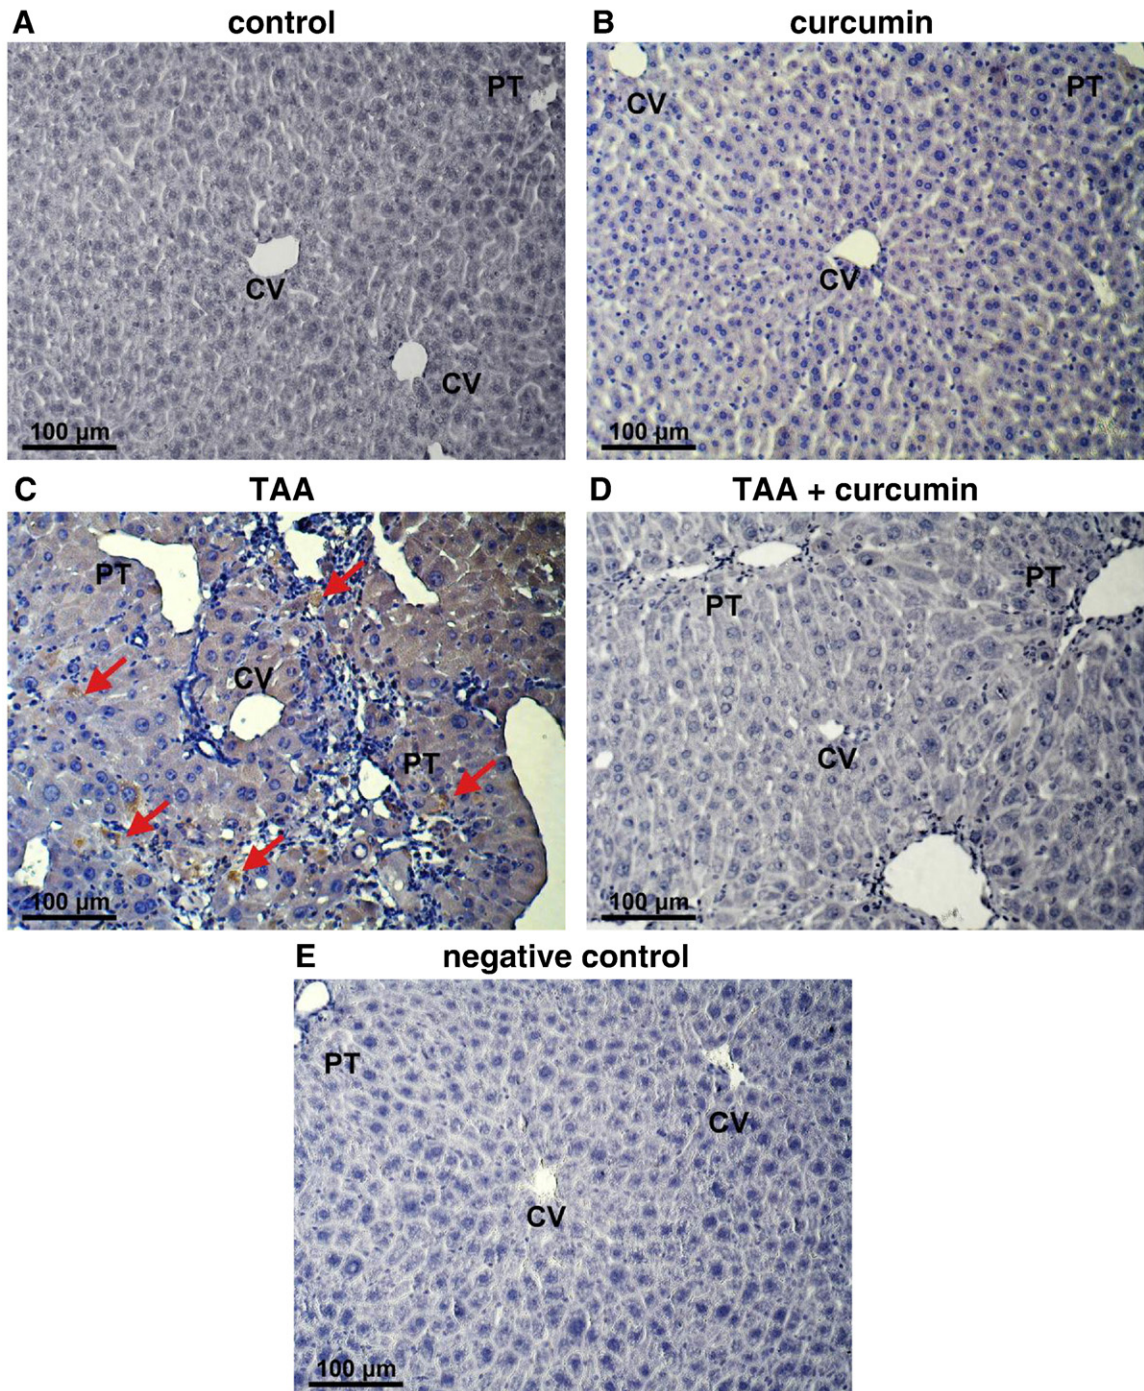 A control
PT
CV
CV
100 µm
B curcumin
CV
PT
CV
100 µm
C TAA
PT
CV
PT
100 µm
D TAA + curcumin
PT
PT
CV
100 µm
E negative control
PT
CV
CV
100 µm